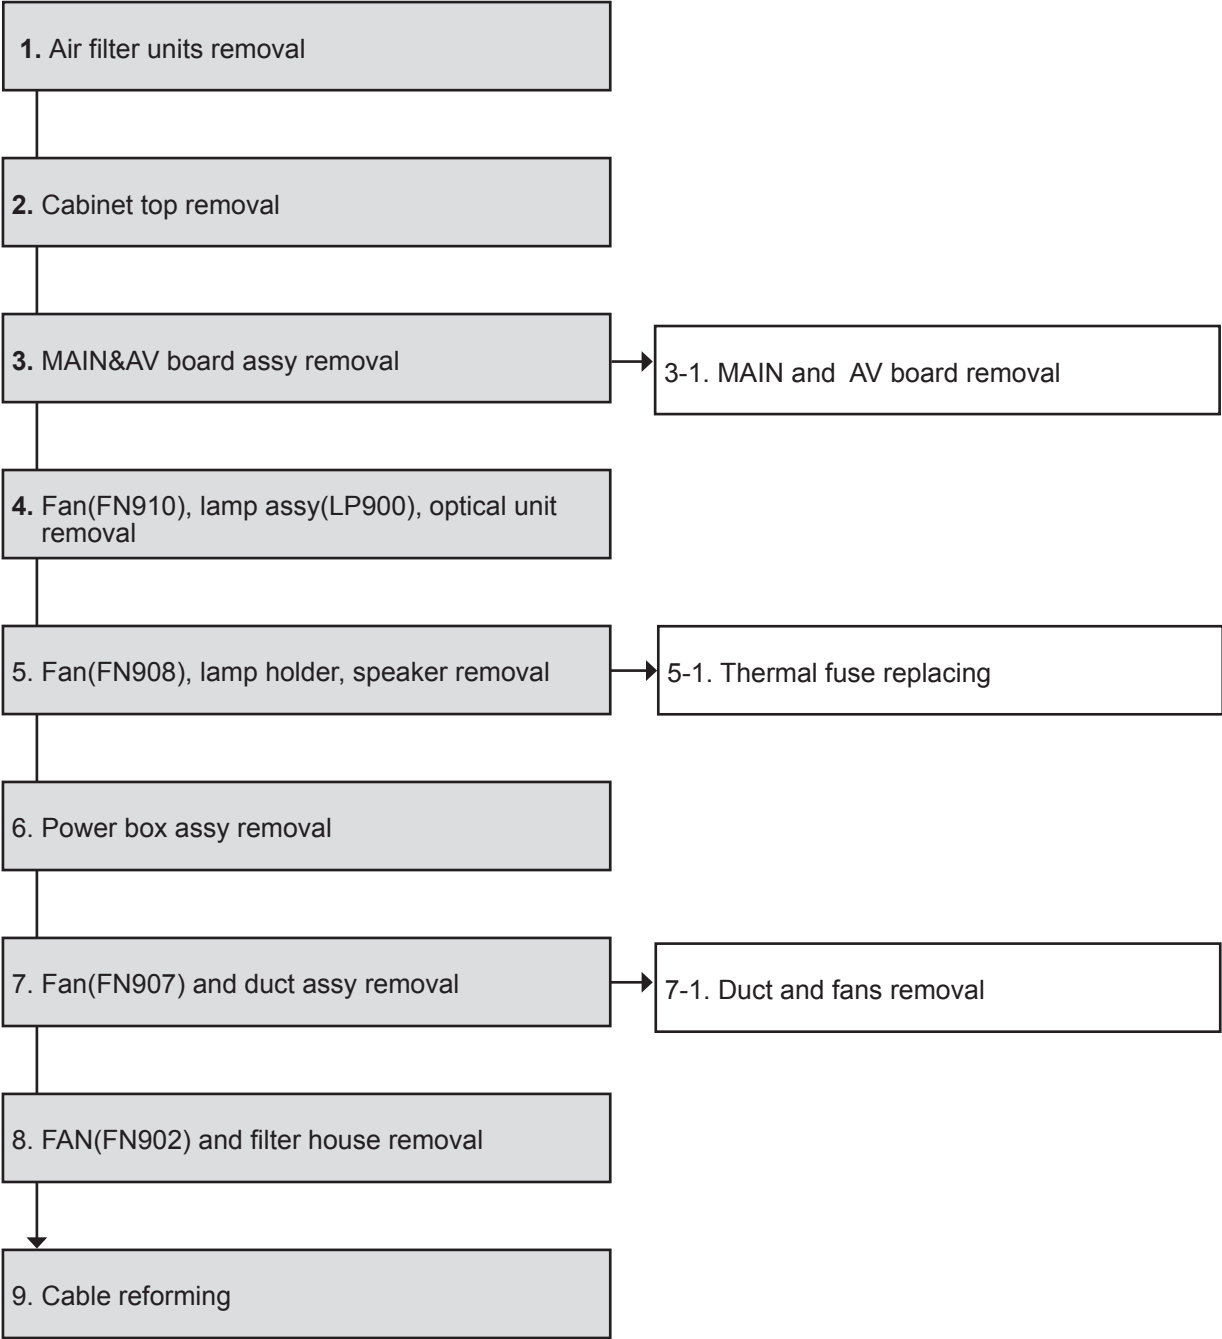 1. Air filter units removal
2. Cabinet top removal
3. MAIN&AV board assy removal
3-1. MAIN and  AV board removal
4. Fan(FN910), lamp assy(LP900), optical unit
removal
5. Fan(FN908), lamp holder, speaker removal
5-1. Thermal fuse replacing
6. Power box assy removal
7. Fan(FN907) and duct assy removal
7-1. Duct and fans removal
8. FAN(FN902) and filter house removal
9. Cable reforming